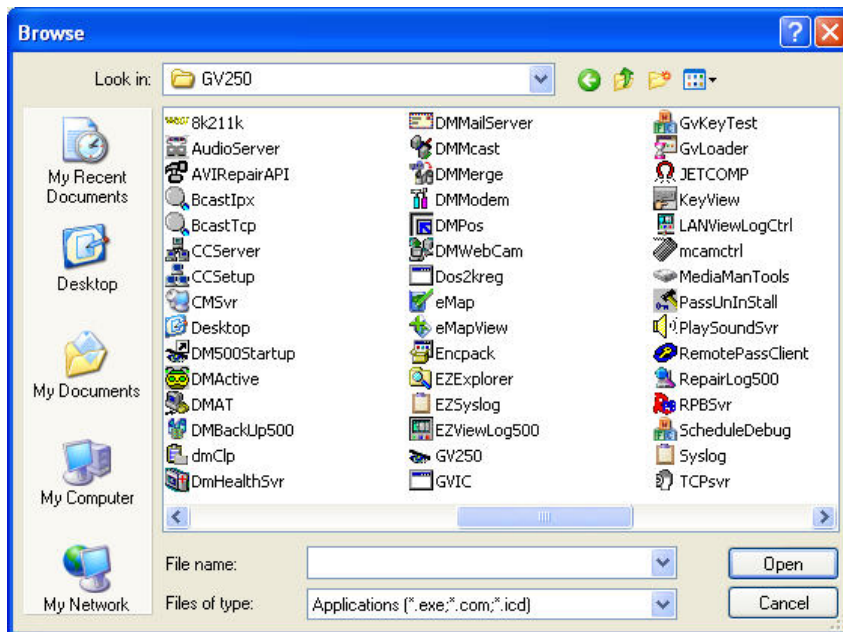 Browse
Look in: GV250
My Recent
Documents
Desktop
My Documents
My Computer
My Network
8k211k
AudioServer
AVIRepairAPI
BcastIpx
BcastTcp
CCServer
CCSetup
CMSvr
Desktop
DM500Startup
DMActive
DMAT
DMBackUp500
dmClp
DmHealthSvr
DMMailServer
DMMcast
DMMerge
DMModem
DMPos
DMWebCam
Dos2kreg
eMap
eMapView
Encpack
EZExplorer
EZSyslog
EZViewLog500
GV250
GVIC
GvKeyTest
GvLoader
JETCOMP
KeyView
LANViewLogCtrl
mcamctrl
MediaManTools
PassUnInStall
PlaySoundSvr
RemotePassClient
RepairLog500
RPBSvr
ScheduleDebug
Syslog
TCPsvr
File name:
Open
Files of type: Applications (*.exe;*.com;*.icd)
Cancel